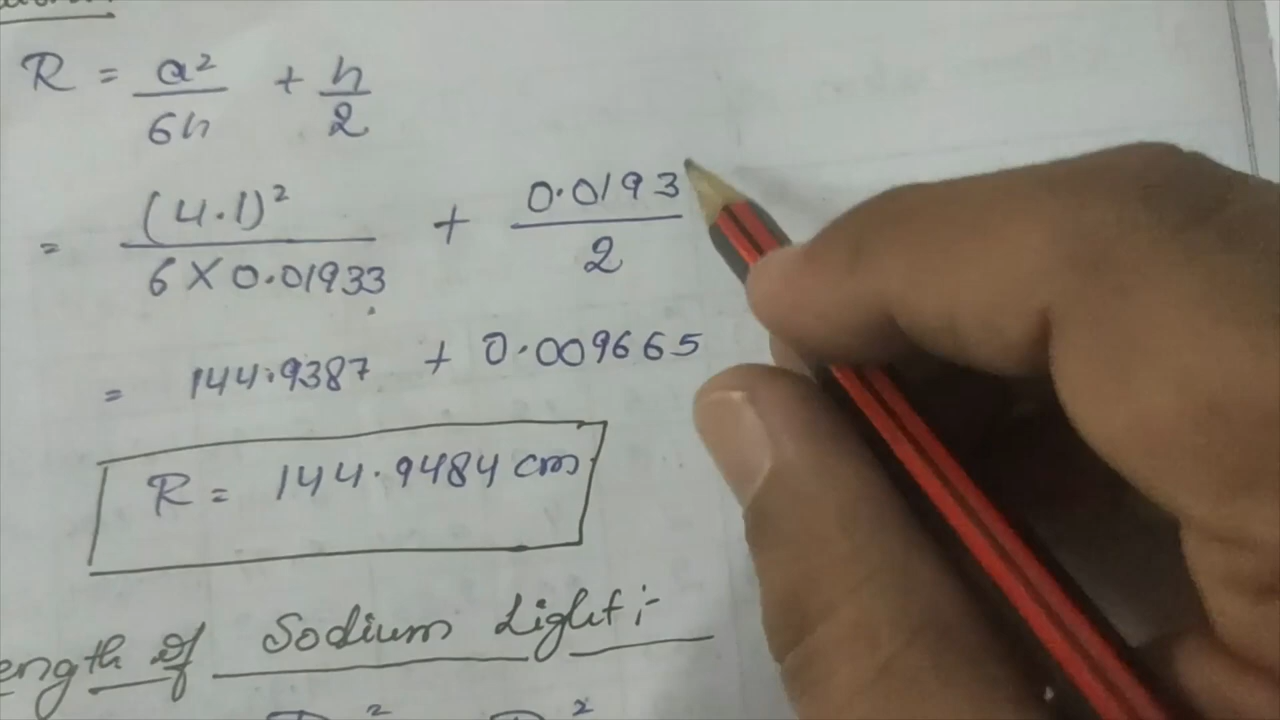 R = a²/6h + h/2
= (4.1)²/6 × 0.01933 + 0.0193/2
= 144.9387 + 0.009665
R = 144.9484 cm
ength of Sodium Light :-